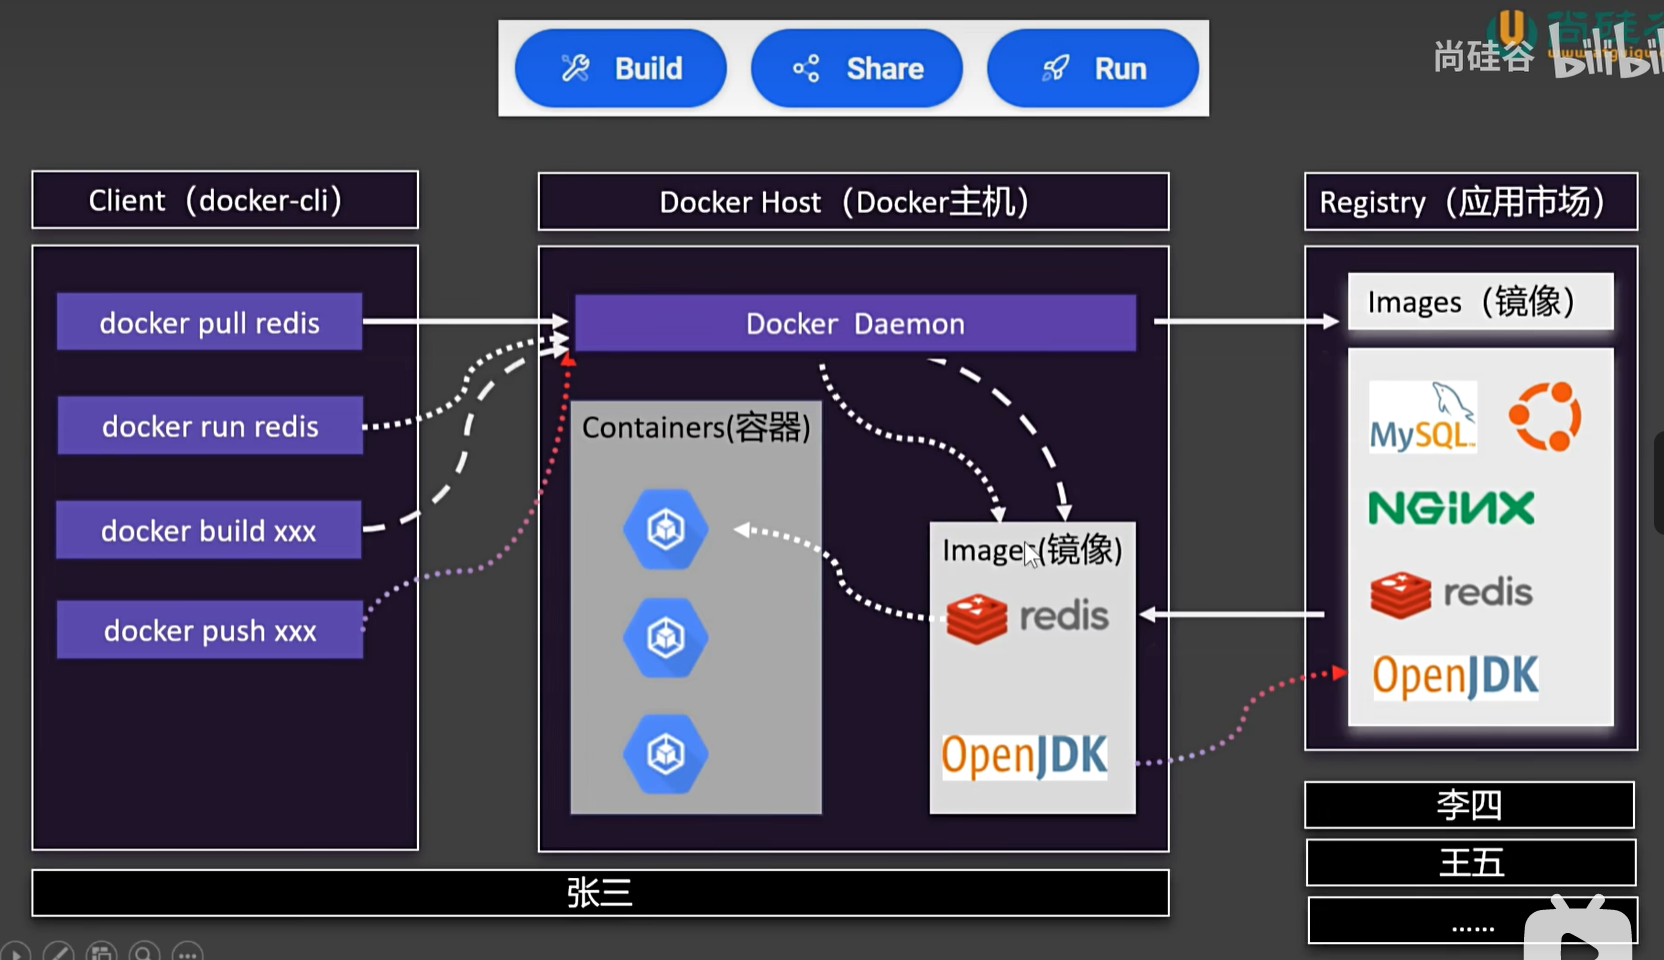 Build
Share
Run
尚硅谷
bilibili
Client（docker-cli）
Docker Host（Docker主机）
Registry（应用市场）
docker pull redis
docker run redis
docker build xxx
docker push xxx
Docker Daemon
Containers(容器)
Images(镜像)
redis
OpenJDK
Images（镜像）
MySQL
NGINX
redis
OpenJDK
张三
李四
王五
......